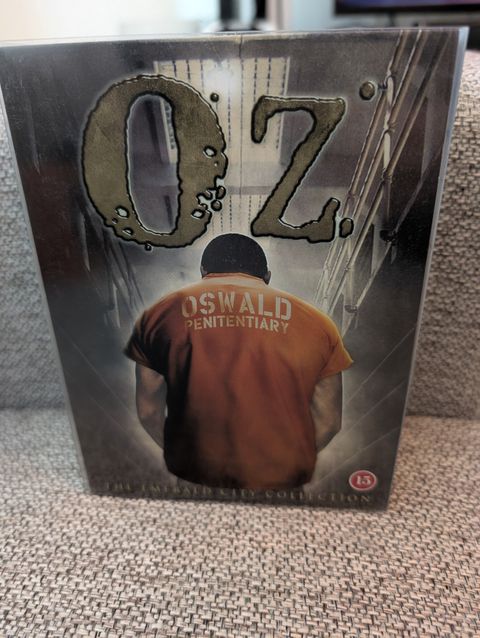 OZ.
OSWALD
PENITENTIARY
15
THE EMERALD CITY COLLECTION